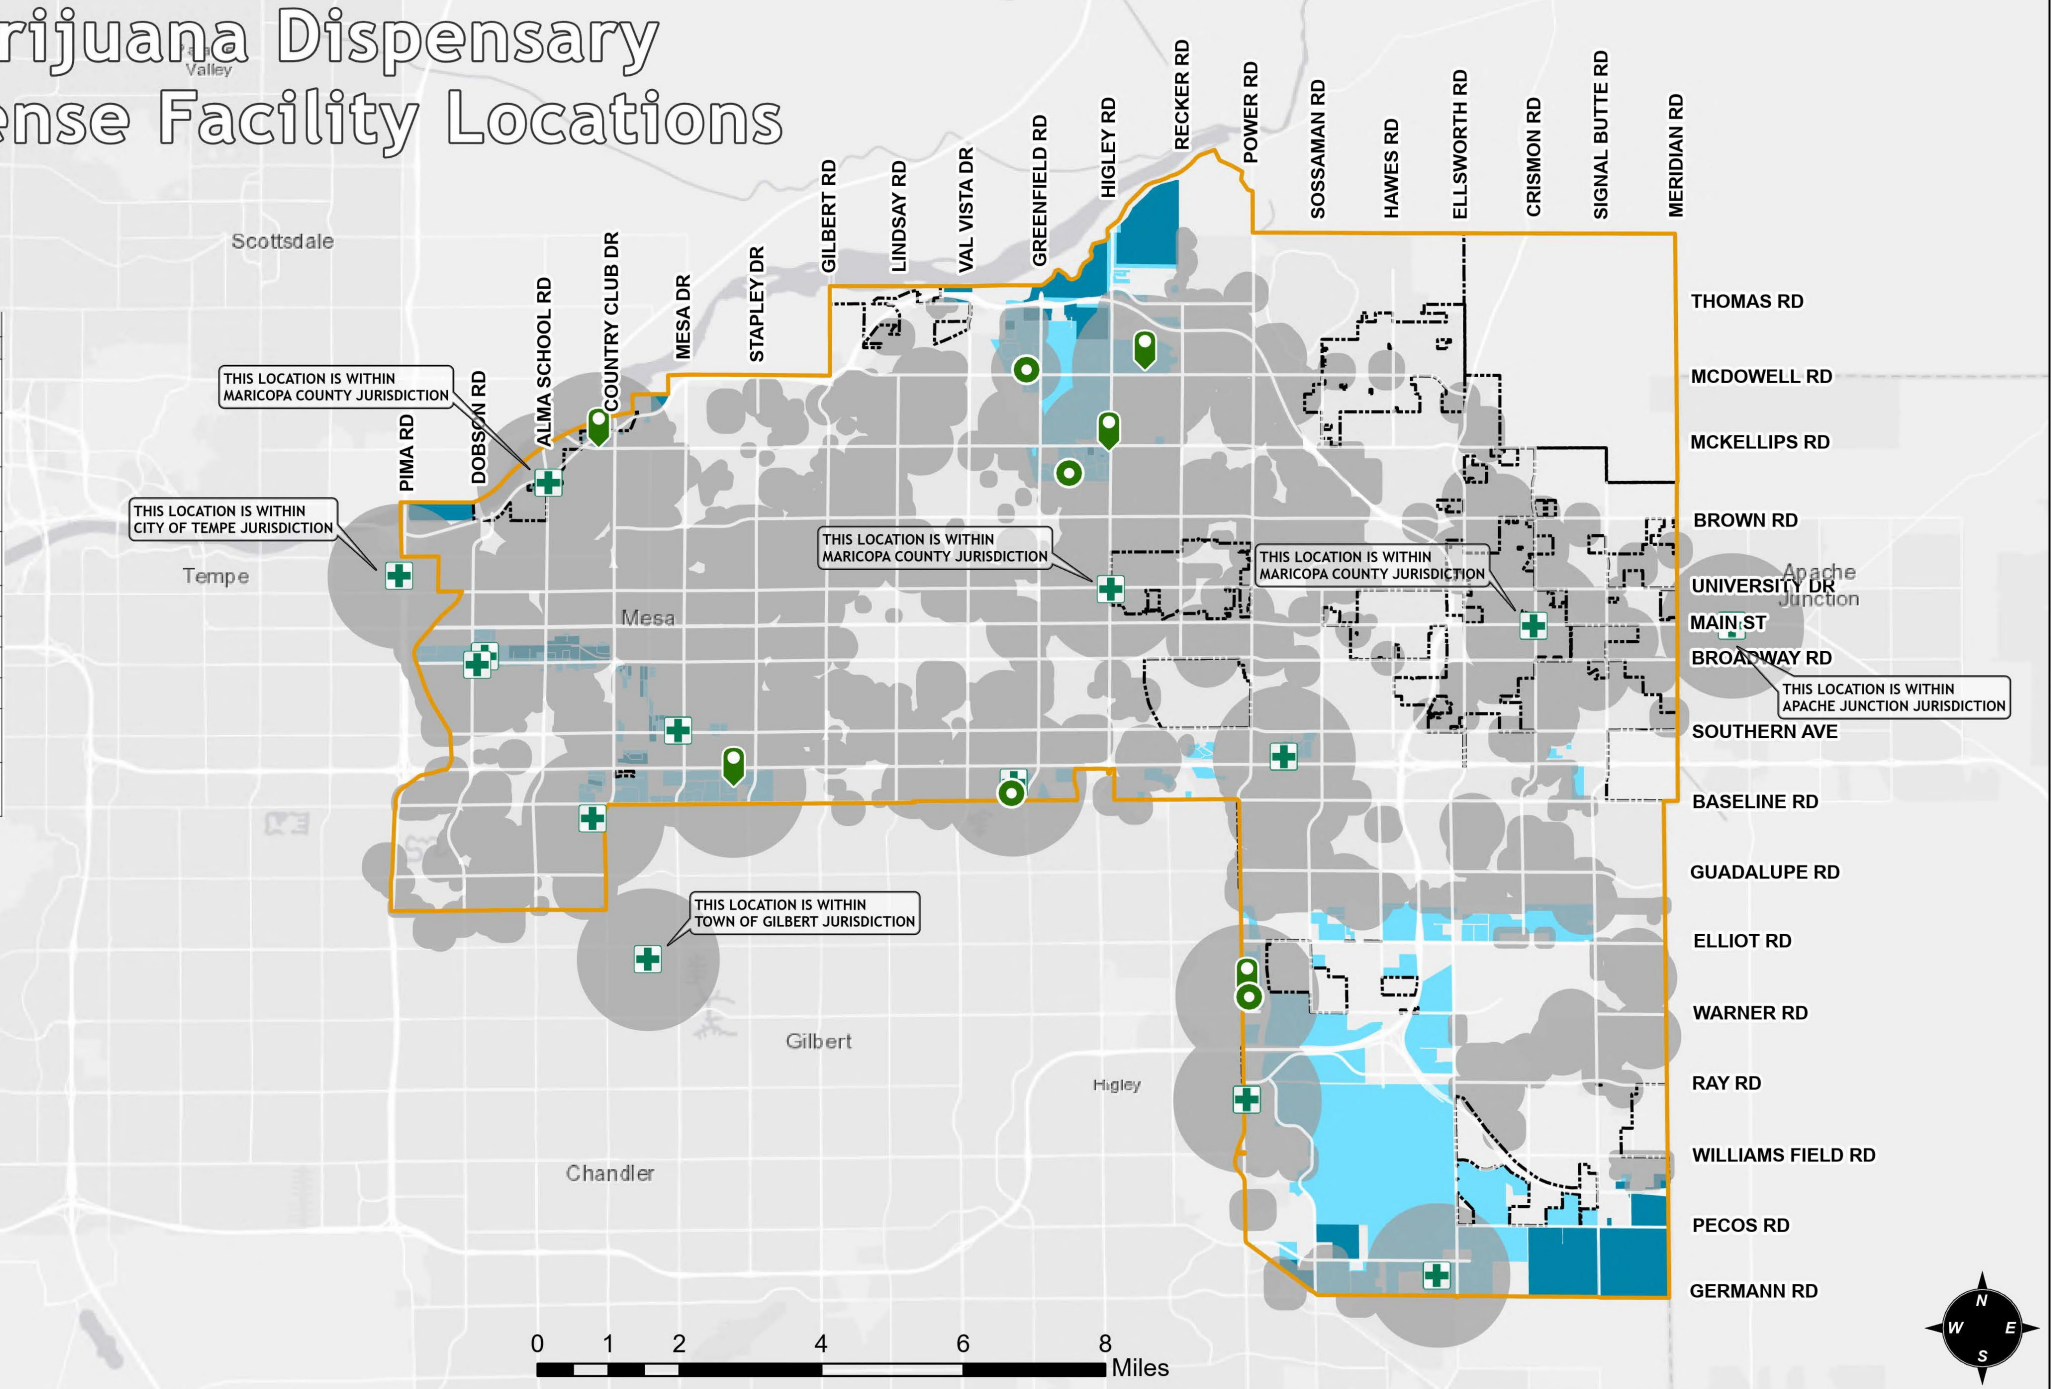 rijuana Dispensary
ense Facility Locations
Valley
Scottsdale
Tempe
Mesa
Gilbert
Higley
Chandler
Apache
Junction
PIMA RD
DOBSON RD
ALMA SCHOOL RD
COUNTRY CLUB DR
MESA DR
STAPLEY DR
GILBERT RD
LINDSAY RD
VAL VISTA DR
GREENFIELD RD
HIGLEY RD
RECKER RD
POWER RD
SOSSAMAN RD
HAWES RD
ELLSWORTH RD
CRISMON RD
SIGNAL BUTTE RD
MERIDIAN RD
THOMAS RD
MCDOWELL RD
MCKELLIPS RD
BROWN RD
UNIVERSITY DR
MAIN ST
BROADWAY RD
SOUTHERN AVE
BASELINE RD
GUADALUPE RD
ELLIOT RD
WARNER RD
RAY RD
WILLIAMS FIELD RD
PECOS RD
GERMANN RD
THIS LOCATION IS WITHIN
MARICOPA COUNTY JURISDICTION
THIS LOCATION IS WITHIN
CITY OF TEMPE JURISDICTION
THIS LOCATION IS WITHIN
MARICOPA COUNTY JURISDICTION
THIS LOCATION IS WITHIN
MARICOPA COUNTY JURISDICTION
THIS LOCATION IS WITHIN
APACHE JUNCTION JURISDICTION
THIS LOCATION IS WITHIN
TOWN OF GILBERT JURISDICTION
0 1 2 4 6 8
Miles
N
W E
S